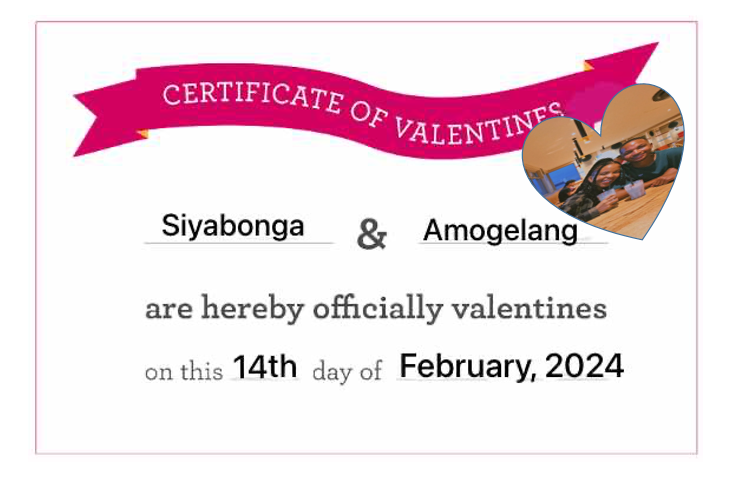 CERTIFICATE OF VALENTINES
Siyabonga & Amogelang
are hereby officially valentines
on this 14th day of February, 2024